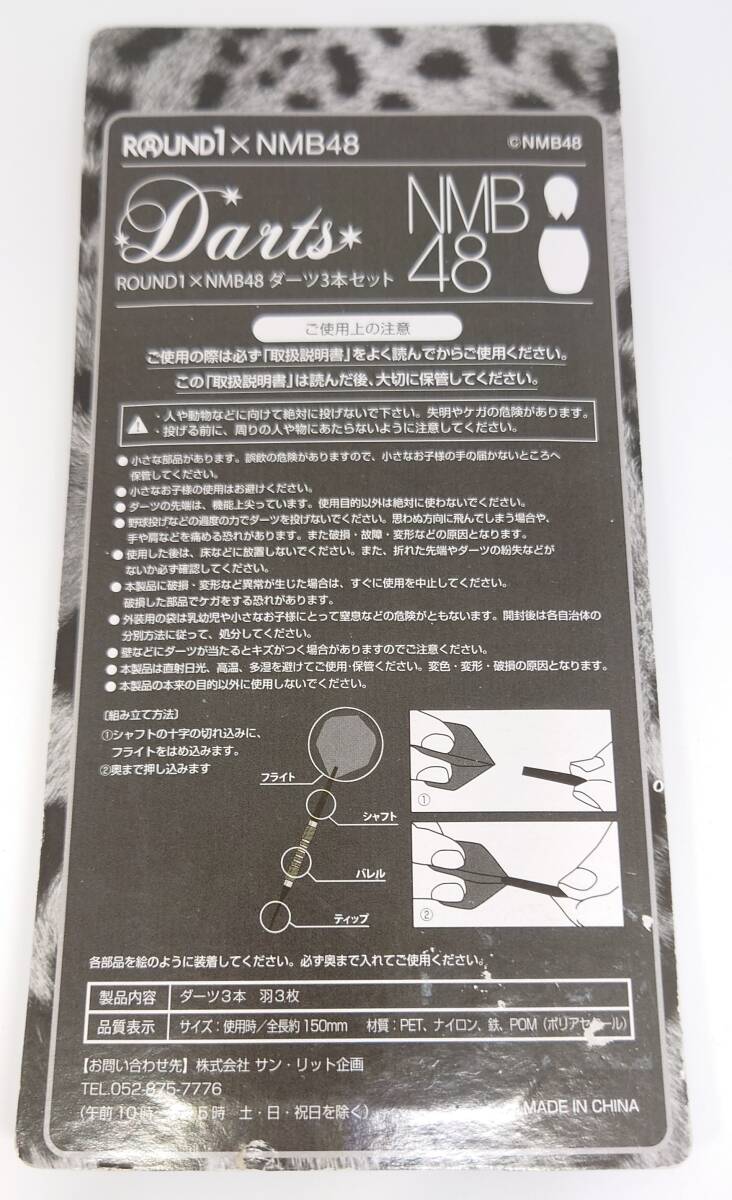 ROUND1×NMB48
©NMB48
Darts
NMB
48
ROUND1×NMB48 ダーツ3本セット
ご使用上の注意
ご使用の際は必ず「取扱説明書」をよく読んでからご使用ください。
この「取扱説明書」は読んだ後、大切に保管してください。
・人や動物などに向けて絶対に投げないで下さい。失明やケガの危険があります。
・投げる前に、周りの人や物にあたらないように注意してください。
●小さな部品があります。誤飲の危険がありますので、小さなお子様の手の届かないところへ
保管してください。
●小さなお子様の使用はお避けください。
●ダーツの先端は、機能上尖っています。使用目的以外は絶対に使わないでください。
●野球投げなどの過度の力でダーツを投げないでください。思わぬ方向に飛んでしまう場合や、
手や肩などを痛める恐れがあります。また破損・故障・変形などの原因となります。
●使用した後は、床などに放置しないでください。また、折れた先端やダーツの紛失などが
ないか必ず確認してください。
●本製品に破損・変形など異常が生じた場合は、すぐに使用を中止してください。
破損した部品でケガをする恐れがあります。
●外装用の袋は乳幼児や小さなお子様にとって窒息などの危険がともないます。開封後は各自治体の
分別方法に従って、処分してください。
●壁などにダーツが当たるとキズがつく場合がありますのでご注意ください。
●本製品は直射日光、高温、多湿を避けてご使用・保管ください。変色・変形・破損の原因となります。
●本製品の本来の目的以外に使用しないでください。
〔組み立て方法〕
①シャフトの十字の切れ込みに、
フライトをはめ込みます。
②奥まで押し込みます
フライト
シャフト
バレル
ティップ
①
②
各部品を絵のように装着してください。必ず奥まで入れてご使用ください。
製品内容 ダーツ3本 羽3枚
品質表示 サイズ：使用時／全長約150mm 材質：PET、ナイロン、鉄、POM（ポリアセタール）
【お問い合わせ先】株式会社 サン・リット企画
TEL.052-875-7776
（午前10時 5時 土・日・祝日を除く）
MADE IN CHINA